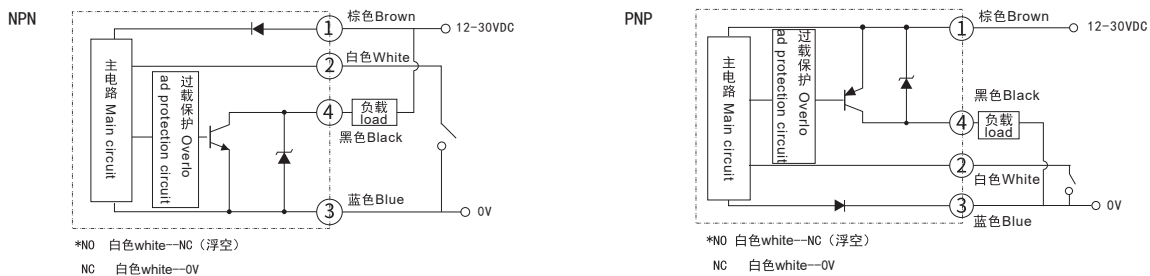 NPN
主电路 Main circuit
过载保护 Overlo
ad protection circuit
1
棕色Brown
12-30VDC
2
白色White
4
负载
load
黑色Black
3
蓝色Blue
0V
*NO 白色white--NC（浮空）
NC 白色white--0V
PNP
主电路 Main circuit
过载保护 Overlo
ad protection circuit
1
棕色Brown
12-30VDC
黑色Black
4
负载
load
2
白色White
3
蓝色Blue
0V
*NO 白色white--NC（浮空）
NC 白色white--0V